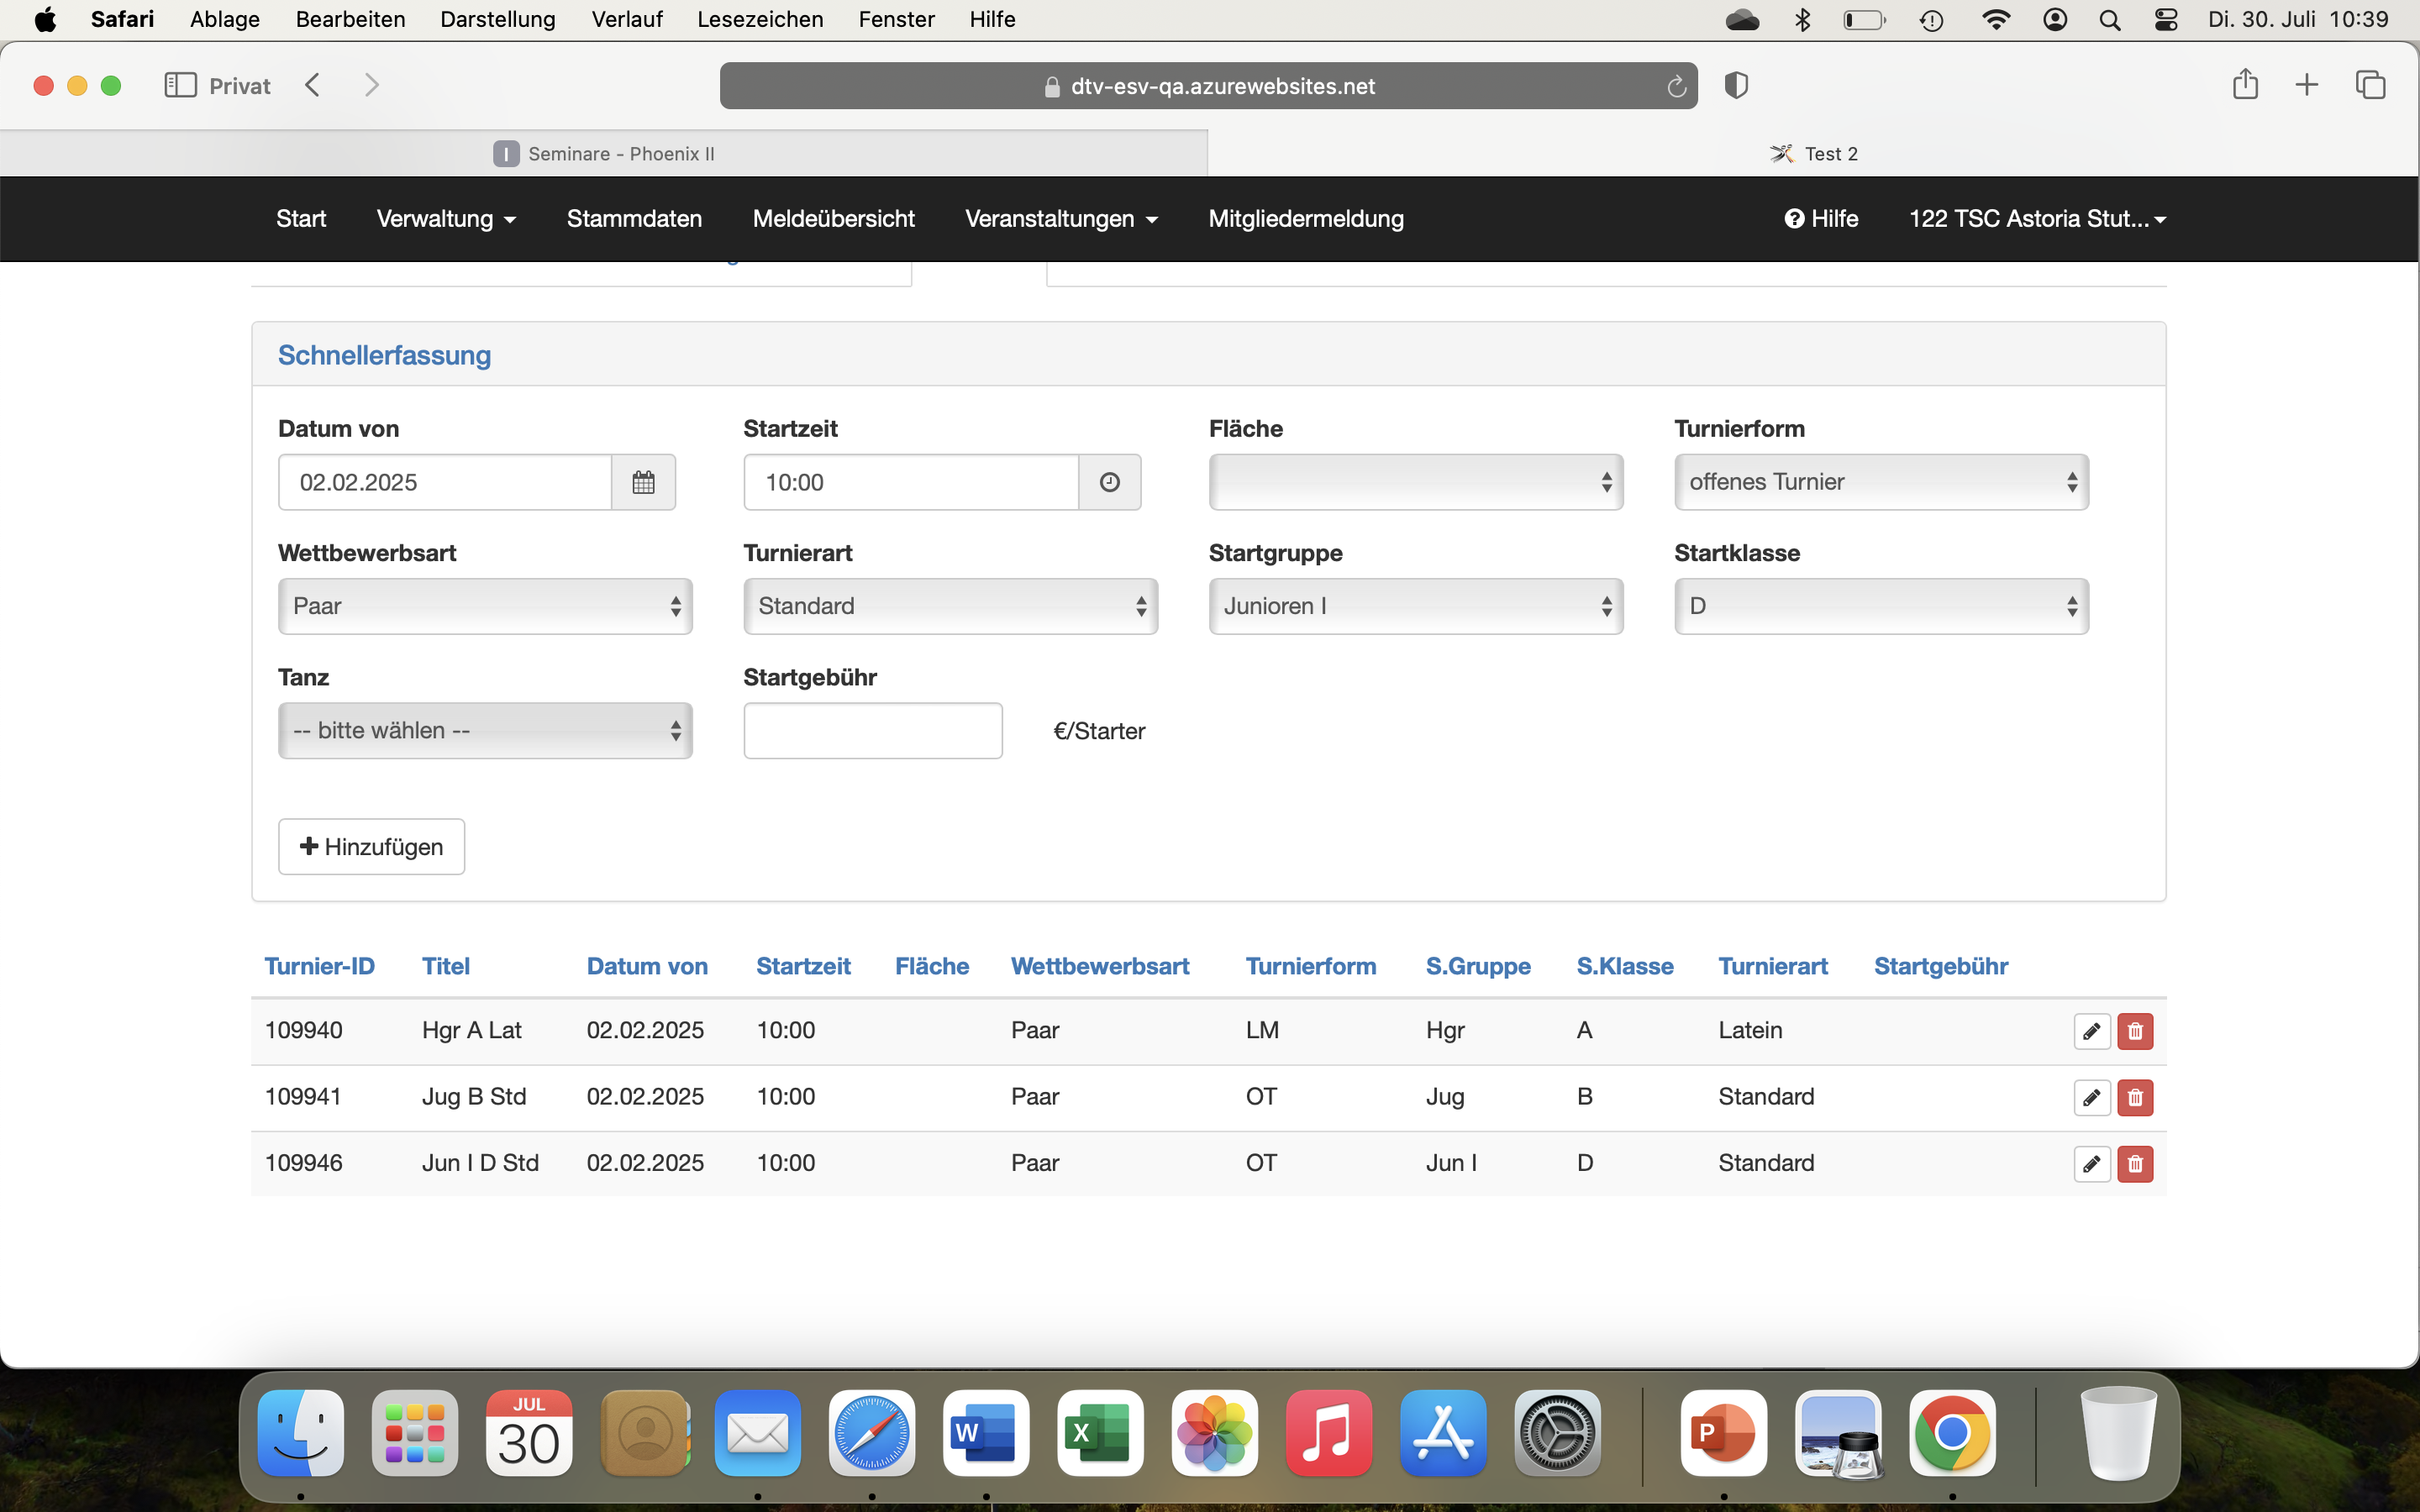 Safari Ablage Bearbeiten Darstellung Verlauf Lesezeichen Fenster Hilfe Di. 30. Juli 10:39
Privat dtv-esv-qa.azurewebsites.net
I Seminare - Phoenix II Test 2
Start Verwaltung Stammdaten Meldeübersicht Veranstaltungen Mitgliedermeldung Hilfe 122 TSC Astoria Stut...
Schnellerfassung
Datum von Startzeit Fläche Turnierform
02.02.2025 10:00 offenes Turnier
Wettbewerbsart Turnierart Startgruppe Startklasse
Paar Standard Junioren I D
Tanz Startgebühr
-- bitte wählen -- €/Starter
Hinzufügen
Turnier-ID Titel Datum von Startzeit Fläche Wettbewerbsart Turnierform S.Gruppe S.Klasse Turnierart Startgebühr
109940 Hgr A Lat 02.02.2025 10:00 Paar LM Hgr A Latein
109941 Jug B Std 02.02.2025 10:00 Paar OT Jug B Standard
109946 Jun I D Std 02.02.2025 10:00 Paar OT Jun I D Standard
JUL
30
W
X
P